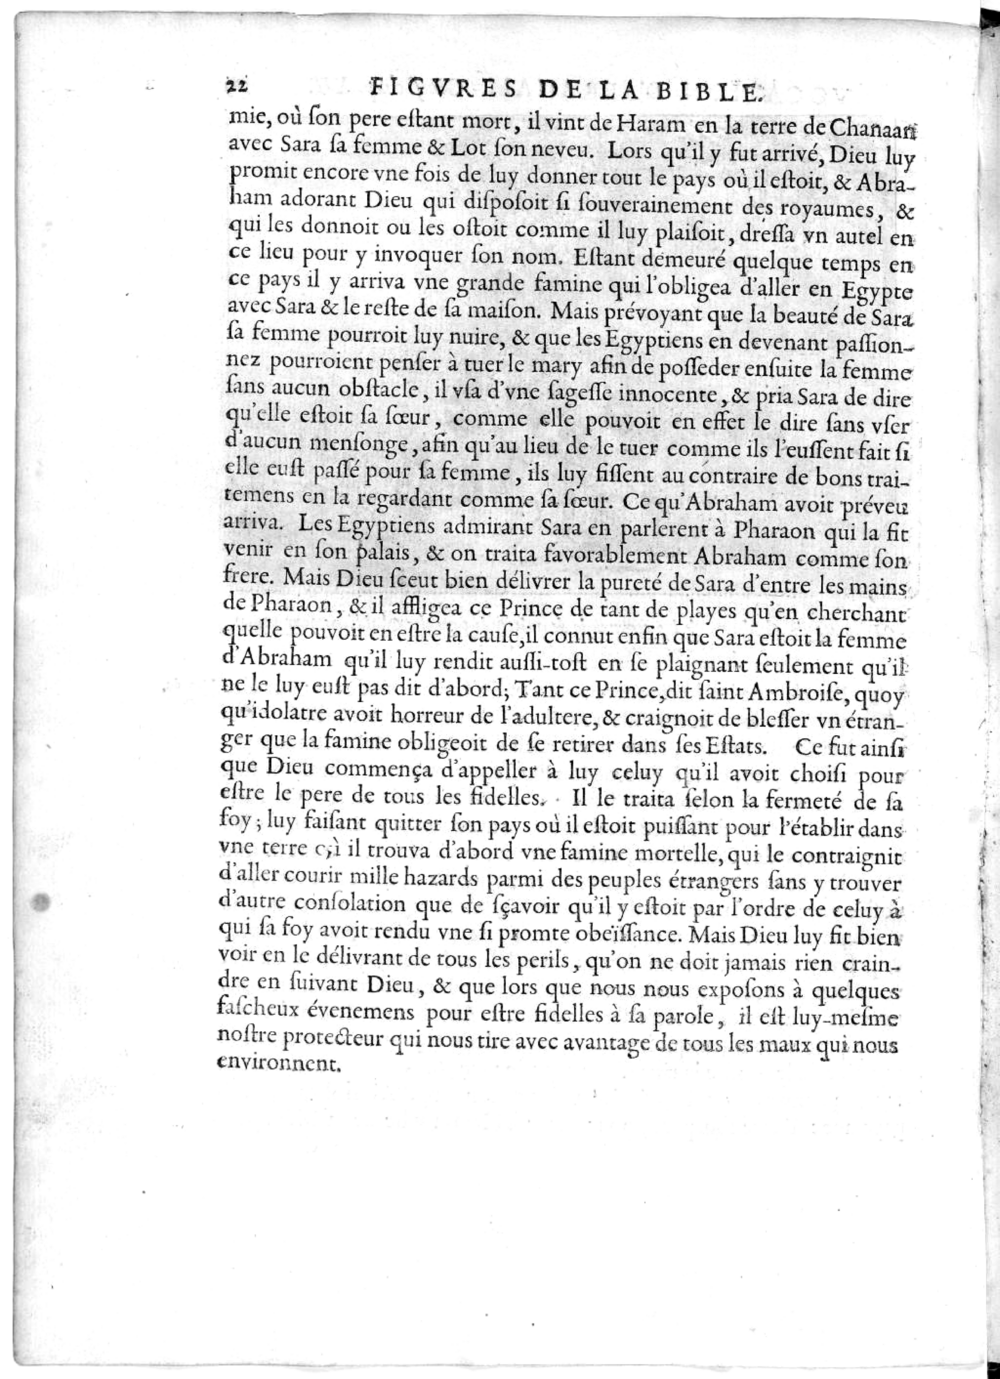 22 FIGVRES DE LA BIBLE.
mie, où ſon pere eſtant mort, il vint de Haram en la terre de Chanaan
avec Sara ſa femme & Lot ſon neveu. Lors qu'il y fut arrivé, Dieu luy
promit encore vne fois de luy donner tout le pays où il eſtoit, & Abra-
ham adorant Dieu qui diſpoſoit ſi ſouverainement des royaumes, &
qui les donnoit ou les oſtoit comme il luy plaiſoit, dreſſa vn autel en
ce lieu pour y invoquer ſon nom. Eſtant demeuré quelque temps en
ce pays il y arriva vne grande famine qui l'obligea d'aller en Egypte
avec Sara & le reſte de ſa maiſon. Mais prévoyant que la beauté de Sara
ſa femme pourroit luy nuire, & que les Egyptiens en devenant paſſion-
nez pourroient penſer à tuer le mary afin de poſſeder enſuite la femme
ſans aucun obſtacle, il vſa d'vne ſageſſe innocente, & pria Sara de dire
qu'elle eſtoit ſa ſœur, comme elle pouvoit en effet le dire ſans vſer
d'aucun menſonge, afin qu'au lieu de le tuer comme ils l'euſſent fait ſi
elle euſt paſſé pour ſa femme, ils luy fiſſent au contraire de bons trai-
temens en la regardant comme ſa ſœur. Ce qu'Abraham avoit préveu
arriva. Les Egyptiens admirant Sara en parlerent à Pharaon qui la fit
venir en ſon palais, & on traita favorablement Abraham comme ſon
frere. Mais Dieu ſceut bien délivrer la pureté de Sara d'entre les mains
de Pharaon, & il affligea ce Prince de tant de playes qu'en cherchant
quelle pouvoit en eſtre la cauſe, il connut enfin que Sara eſtoit la femme
d'Abraham qu'il luy rendit auſſi-toſt en ſe plaignant ſeulement qu'il
ne le luy euſt pas dit d'abord; Tant ce Prince, dit ſaint Ambroiſe, quoy
qu'idolatre avoit horreur de l'adultere, & craignoit de bleſſer vn étran-
ger que la famine obligeoit de ſe retirer dans ſes Eſtats. Ce fut ainſi
que Dieu commença d'appeller à luy celuy qu'il avoit choiſi pour
eſtre le pere de tous les fidelles. Il le traita ſelon la fermeté de ſa
foy; luy faiſant quitter ſon pays où il eſtoit puiſſant pour l'établir dans
vne terre où il trouva d'abord vne famine mortelle, qui le contraignit
d'aller courir mille hazards parmi des peuples étrangers ſans y trouver
d'autre conſolation que de ſçavoir qu'il y eſtoit par l'ordre de celuy à
qui ſa foy avoit rendu vne ſi promte obeïſſance. Mais Dieu luy fit bien
voir en le délivrant de tous les perils, qu'on ne doit jamais rien crain-
dre en ſuivant Dieu, & que lors que nous nous expoſons à quelques
faſcheux évenemens pour eſtre fidelles à ſa parole, il eſt luy-meſme
noſtre protecteur qui nous tire avec avantage de tous les maux qui nous
environnent.